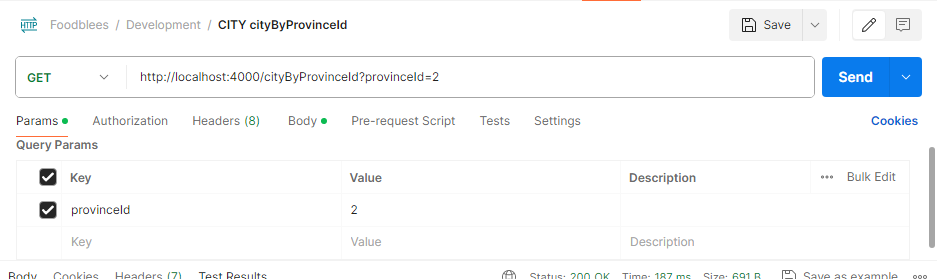 HTTP Foodblees / Development / CITY cityByProvinceId Save
GET http://localhost:4000/cityByProvinceId?provinceId=2 Send
Params Authorization Headers (8) Body Pre-request Script Tests Settings Cookies
Query Params
Key Value Description Bulk Edit
provinceId 2
Key Value Description
Body Cookies Headers (7) Test Results Status: 200 OK Time: 187 ms Size: 691 B Save as example